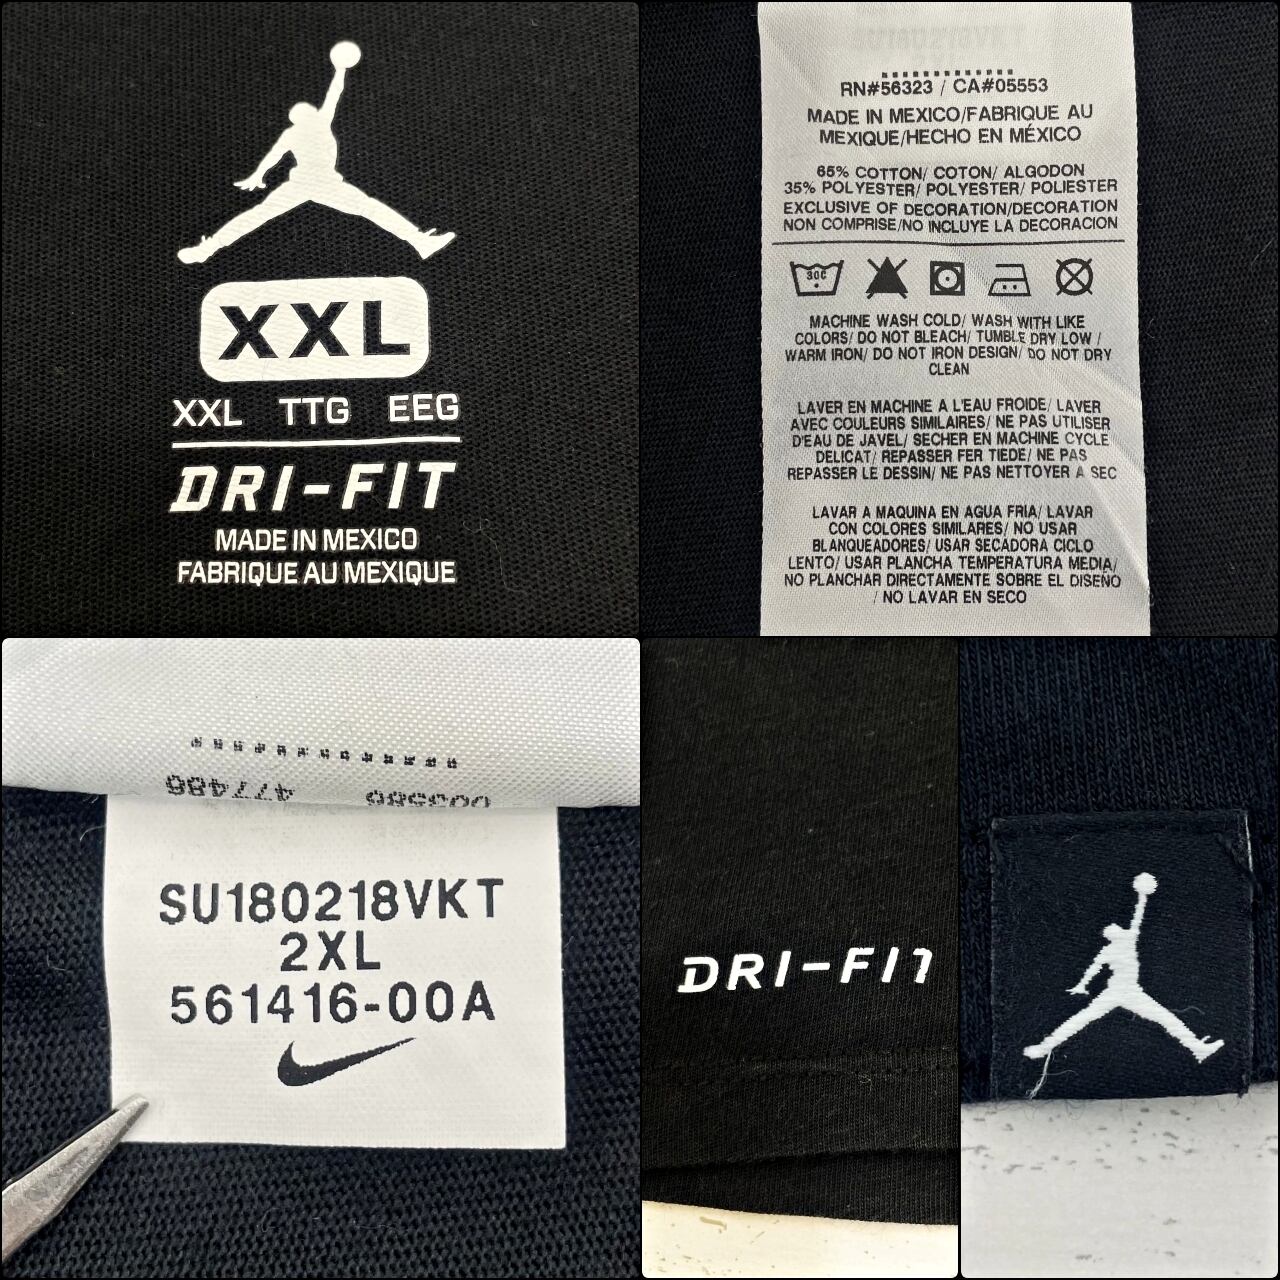 XXL
XXL TTG EEG
DRI-FIT
MADE IN MEXICO
FABRIQUE AU MEXIQUE
RN#56323 / CA#05553
MADE IN MEXICO/FABRIQUE AU
MEXIQUE/HECHO EN MÉXICO
65% COTTON/ COTON/ ALGODON
35% POLYESTER/ POLYESTER/ POLIESTER
EXCLUSIVE OF DECORATION/DECORATION
NON COMPRISE/NO INCLUYE LA DECORACION
30C
MACHINE WASH COLD/ WASH WITH LIKE
COLORS/ DO NOT BLEACH/ TUMBLE DRY LOW /
WARM IRON/ DO NOT IRON DESIGN/ DO NOT DRY
CLEAN
LAVER EN MACHINE A L'EAU FROIDE/ LAVER
AVEC COULEURS SIMILAIRES/ NE PAS UTILISER
D'EAU DE JAVEL/ SECHER EN MACHINE CYCLE
DELICAT/ REPASSER FER TIEDE/ NE PAS
REPASSER LE DESSIN/ NE PAS NETTOYER A SEC
LAVAR A MAQUINA EN AGUA FRIA/ LAVAR
CON COLORES SIMILARES/ NO USAR
BLANQUEADORES/ USAR SECADORA CICLO
LENTO/ USAR PLANCHA TEMPERATURA MEDIA/
NO PLANCHAR DIRECTAMENTE SOBRE EL DISEÑO
/ NO LAVAR EN SECO
SU180218VKT
2XL
561416-00A
DRI-FIT